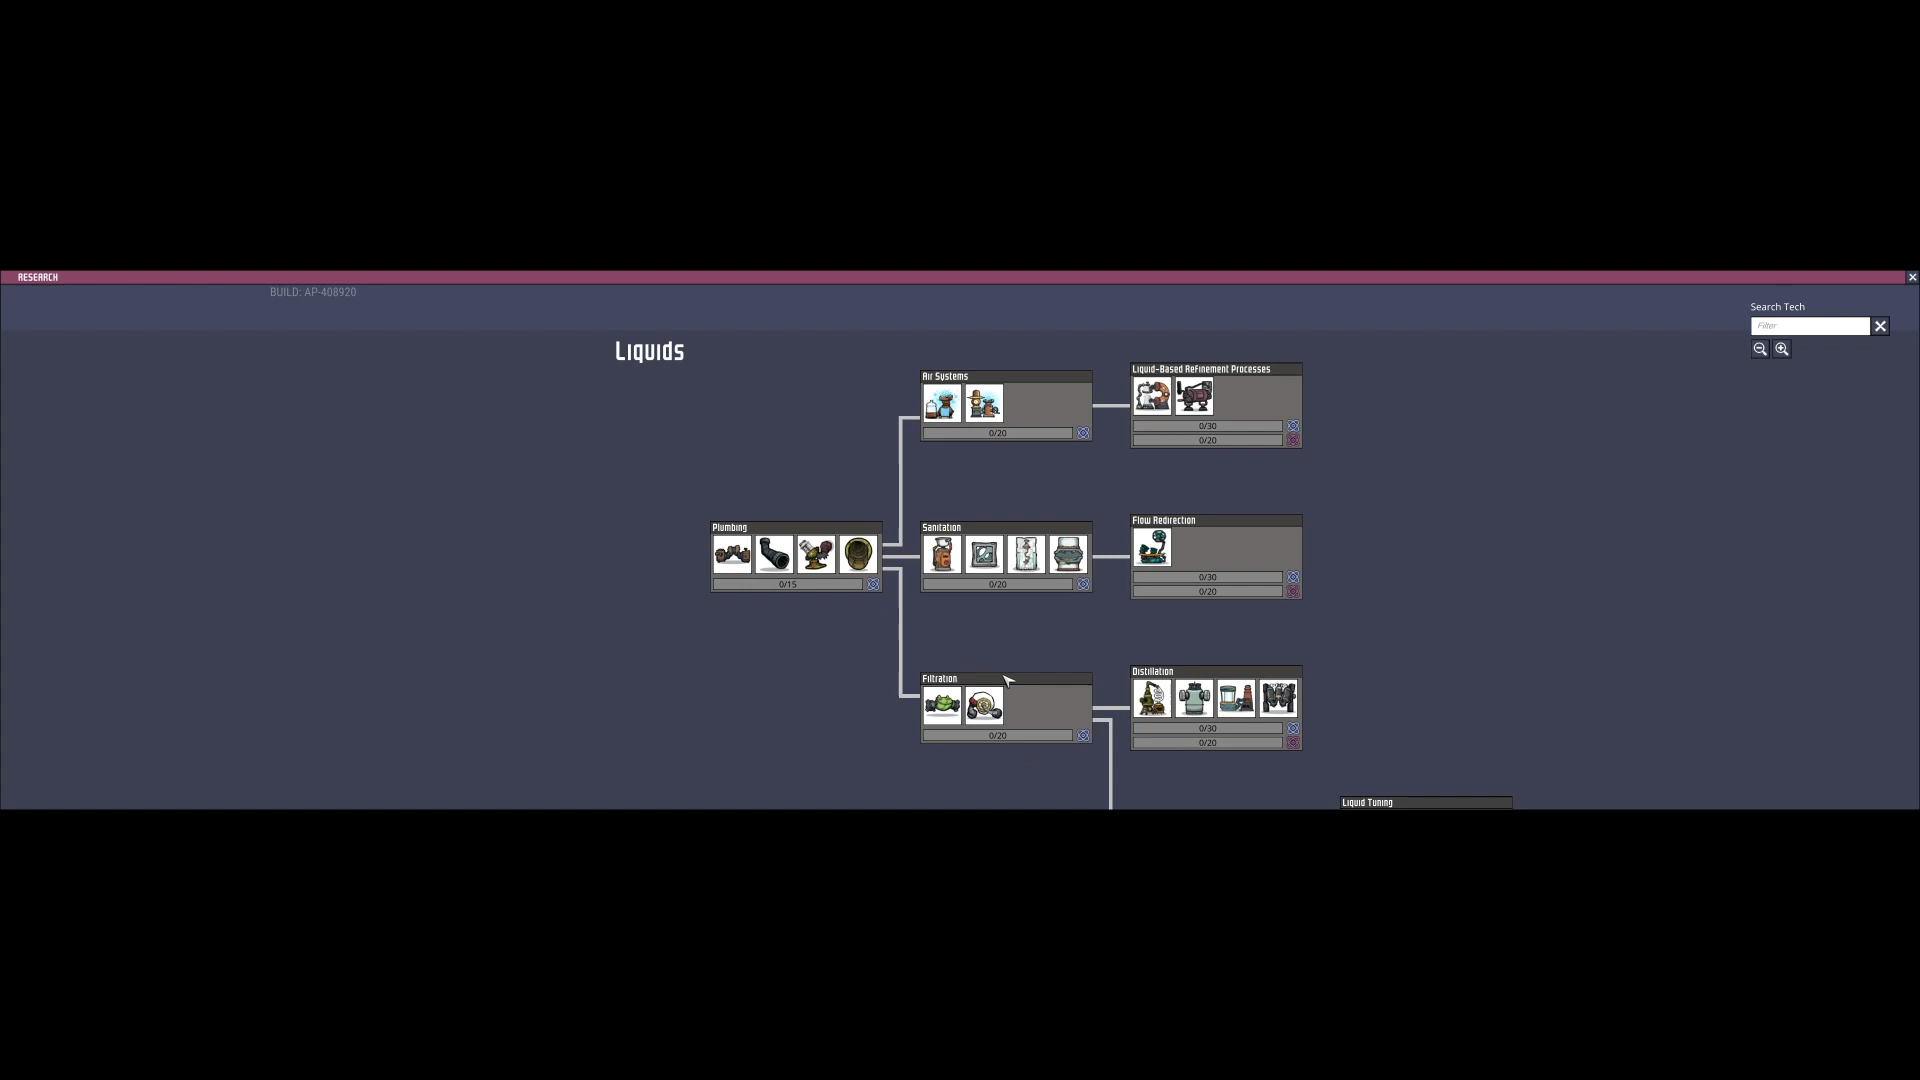 RESEARCH
BUILD: AP-408920
Search Tech
Filter
Liquids
Air Systems
0/20
Liquid-Based Refinement Processes
0/30
0/20
Plumbing
0/15
Sanitation
0/20
Flow Redirection
0/30
0/20
Filtration
0/20
Distillation
0/30
0/20
Liquid Tuning